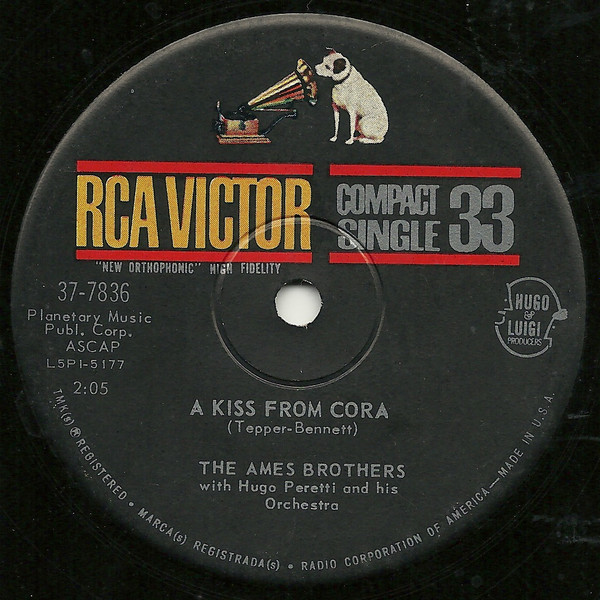 RCA VICTOR
COMPACT
SINGLE 33
"NEW ORTHOPHONIC" HIGH FIDELITY
37-7836
Planetary Music
Publ. Corp.
ASCAP
L5PI-5177
2:05
HUGO
&
LUIGI
PRODUCERS
A KISS FROM CORA
(Tepper-Bennett)
THE AMES BROTHERS
with Hugo Peretti and his
Orchestra
TMK(s) ® REGISTERED • MARCA(s) REGISTRADA(s) • RADIO CORPORATION OF AMERICA—MADE IN U.S.A.